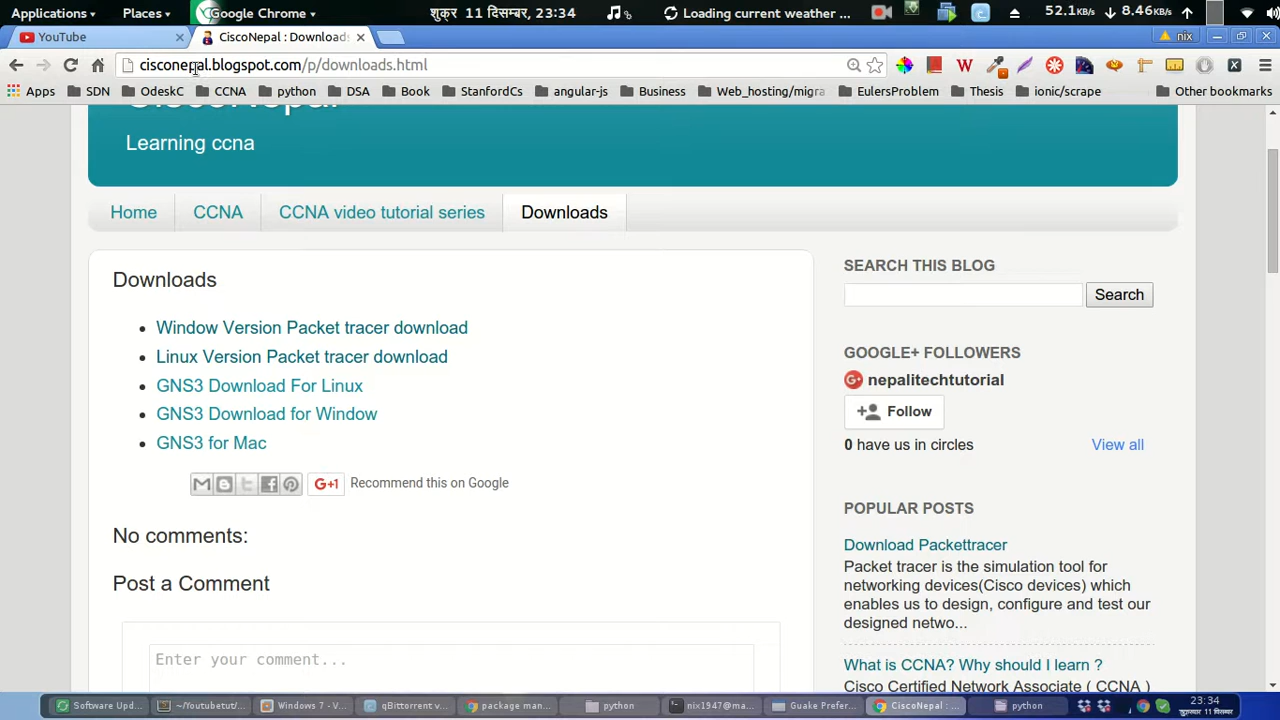 Applications Places Google Chrome शुक्र 11 दिसम्बर, 23:34 Loading current weather ... 52.1kB/s 8.46kB/s
YouTube CiscoNepal : Downloads nix
cisconepal.blogspot.com/p/downloads.html
Apps SDN OdeskC CCNA python DSA Book StanfordCs angular-js Business Web_hosting/migra EulersProblem Thesis ionic/scrape Other bookmarks
CiscoNepal
Learning ccna
Home CCNA CCNA video tutorial series Downloads
Downloads
Window Version Packet tracer download
Linux Version Packet tracer download
GNS3 Download For Linux
GNS3 Download for Window
GNS3 for Mac
G+1 Recommend this on Google
No comments:
Post a Comment
Enter your comment...
SEARCH THIS BLOG
Search
GOOGLE+ FOLLOWERS
nepalitechtutorial
Follow
0 have us in circles View all
POPULAR POSTS
Download Packettracer
Packet tracer is the simulation tool for
networking devices(Cisco devices) which
enables us to design, configure and test our
designed netwo...
What is CCNA? Why should I learn ?
Cisco Certified Network Associate ( CCNA )
Software Upd... ~/Youtubetut/... Windows 7 - V... qBittorrent v... package man... python nix1947@ma... Guake Prefer... CiscoNepal : ... python 23:34